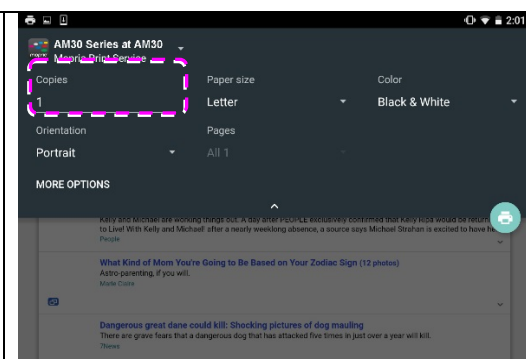 2:01
AM30 Series at AM30
mopria Mopria Print Service
Copies Paper size Color
1 Letter Black & White
Orientation Pages
Portrait All 1
MORE OPTIONS
Kelly and Michael are working things out. A day after PEOPLE exclusively confirmed that Kelly Ripa would be return
to Live! With Kelly and Michael! after a nearly weeklong absence, a source says Michael Strahan is excited to have he
People
What Kind of Mom You're Going to Be Based on Your Zodiac Sign (12 photos)
Astro-parenting, if you will.
Marie Claire
Dangerous great dane could kill: Shocking pictures of dog mauling
There are grave fears that a dangerous dog that has attacked five times in just over a year will kill.
7News